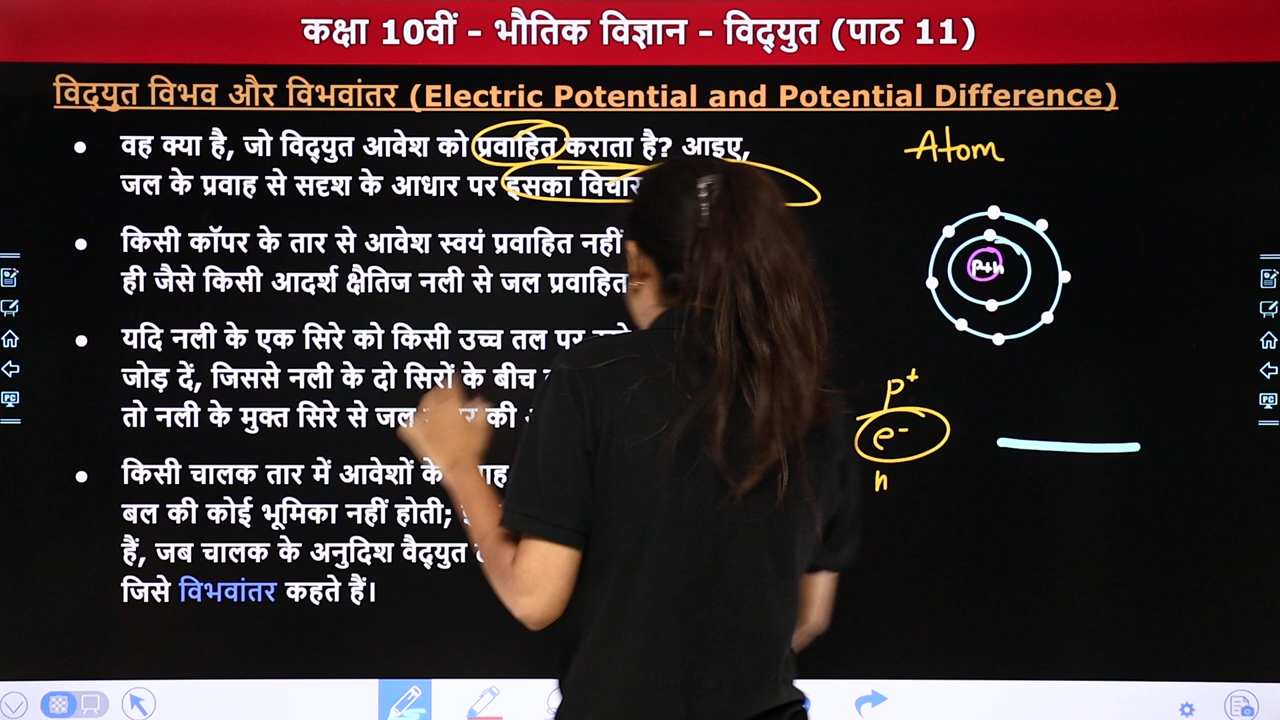 कक्षा 10वीं - भौतिक विज्ञान - विद्युत (पाठ 11)
विद्युत विभव और विभवांतर (Electric Potential and Potential Difference)
वह क्या है, जो विद्युत आवेश को प्रवाहित कराता है? आइए,
जल के प्रवाह से सदृश के आधार पर इसका विचार
किसी कॉपर के तार से आवेश स्वयं प्रवाहित नहीं
ही जैसे किसी आदर्श क्षैतिज नली से जल प्रवाहित
यदि नली के एक सिरे को किसी उच्च तल पर
जोड़ दें, जिससे नली के दो सिरों के बीच
तो नली के मुक्त सिरे से जल की
किसी चालक तार में आवेशों के
बल की कोई भूमिका नहीं होती;
हैं, जब चालक के अनुदिश वैद्युत
जिसे विभवांतर कहते हैं।
Atom
p+n
p+
e-
n
PC
PC